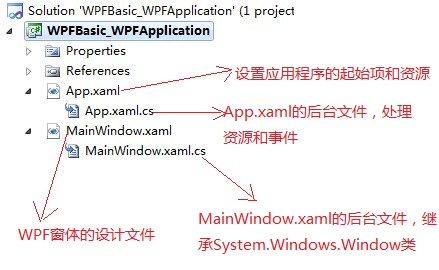 Solution 'WPFBasic_WPFApplication' (1 project
WPFBasic_WPFApplication
Properties
References
App.xaml
设置应用程序的起始项和资源
App.xaml.cs
App.xaml的后台文件，处理
资源和事件
MainWindow.xaml
MainWindow.xaml.cs
WPF窗体的设计文件
MainWindow.xaml的后台文件，继
承System.Windows.Window类